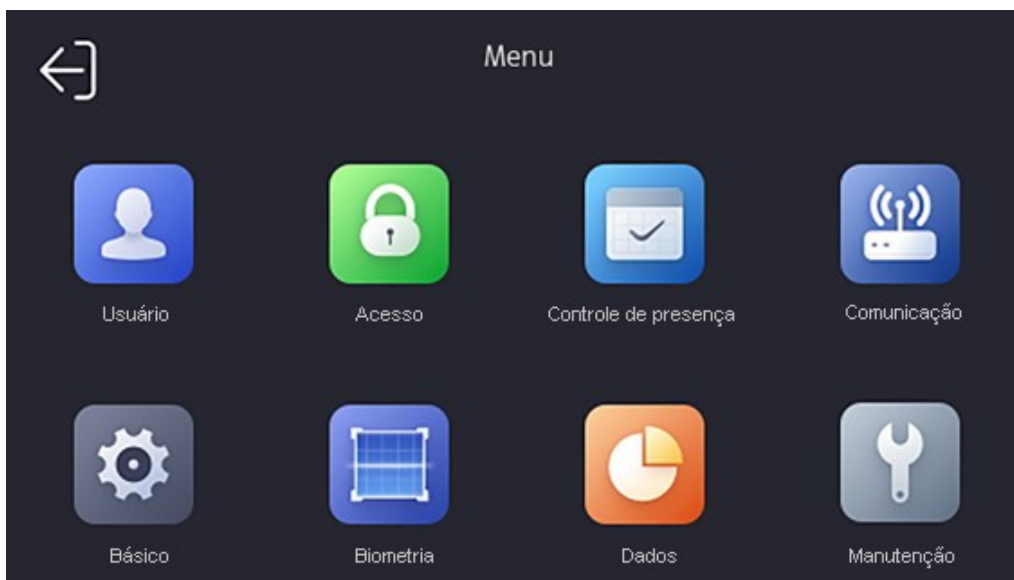 Menu
Usuário
Acesso
Controle de presença
Comunicação
Básico
Biometria
Dados
Manutenção